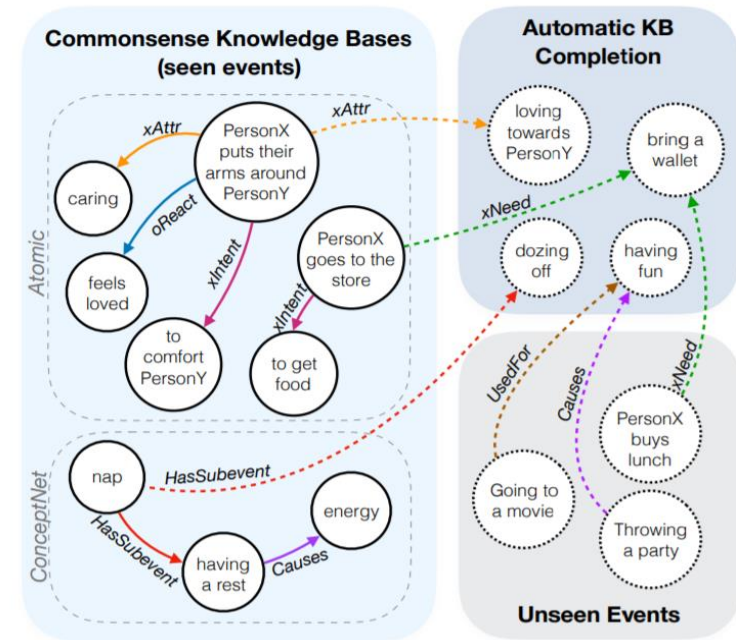 Commonsense Knowledge Bases
(seen events)
Atomic
xAttr
PersonX
puts their
arms around
PersonY
xAttr
caring
oReact
feels
loved
xIntent
to
comfort
PersonY
PersonX
goes to the
store
xIntent
to get
food
ConceptNet
nap
HasSubevent
HasSubevent
having
a rest
Causes
energy
Automatic KB
Completion
loving
towards
PersonY
bring a
wallet
xNeed
dozing
off
having
fun
UsedFor
Causes
xNeed
PersonX
buys
lunch
Going to
a movie
Throwing
a party
Unseen Events